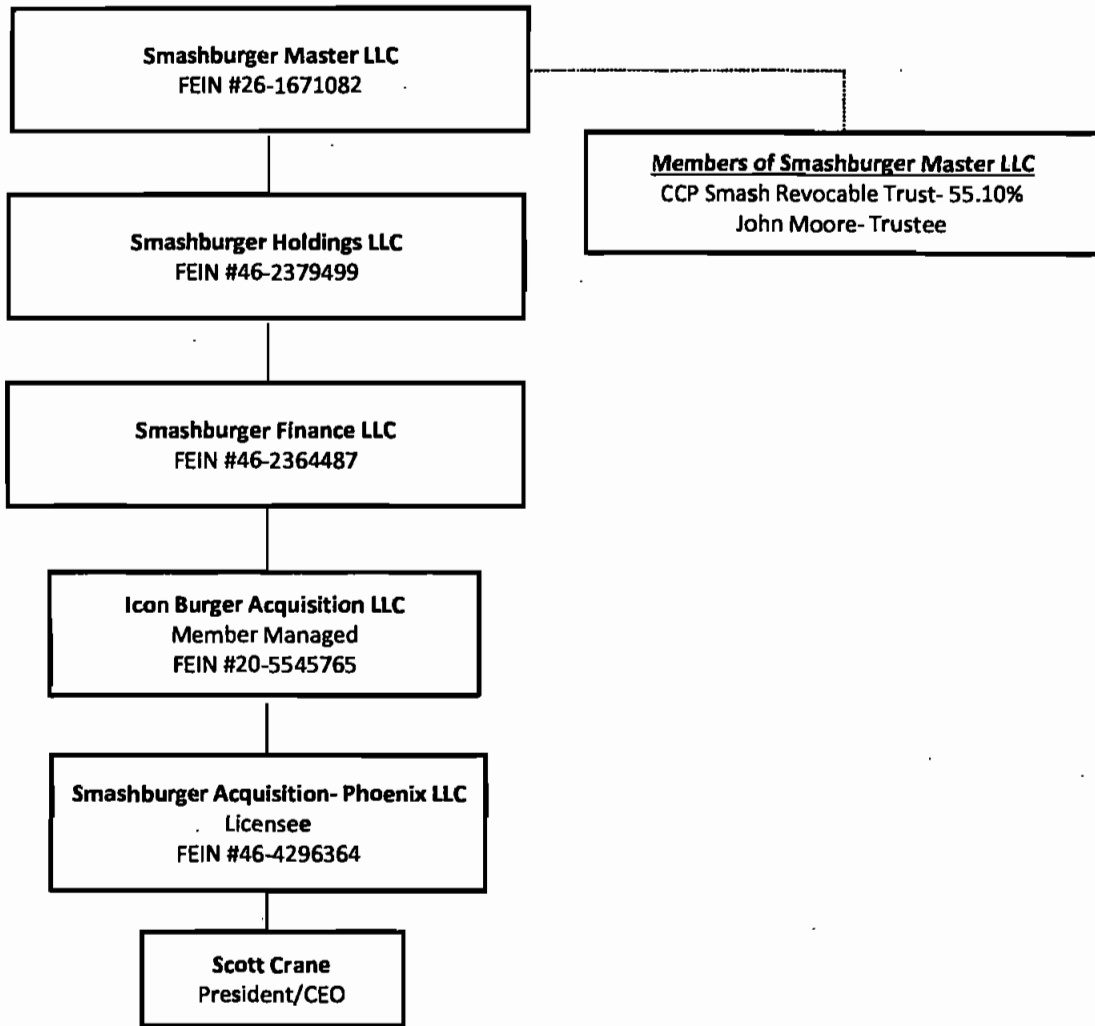 Smashburger Master LLC
FEIN #26-1671082
Members of Smashburger Master LLC
CCP Smash Revocable Trust- 55.10%
John Moore- Trustee
Smashburger Holdings LLC
FEIN #46-2379499
Smashburger Finance LLC
FEIN #46-2364487
Icon Burger Acquisition LLC
Member Managed
FEIN #20-5545765
Smashburger Acquisition- Phoenix LLC
Licensee
FEIN #46-4296364
Scott Crane
President/CEO